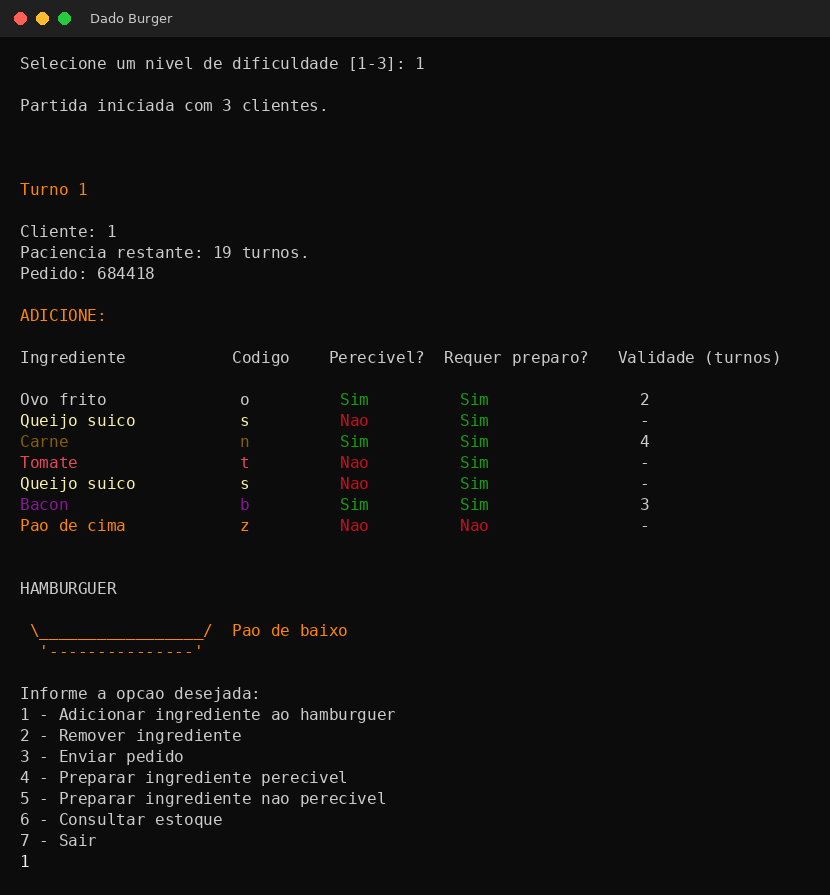 Dado Burger
Selecione um nivel de dificuldade [1-3]: 1
Partida iniciada com 3 clientes.
Turno 1
Cliente: 1
Paciencia restante: 19 turnos.
Pedido: 684418
ADICIONE:
Ingrediente Codigo Perecivel? Requer preparo? Validade (turnos)
Ovo frito o Sim Sim 2
Queijo suico s Nao Sim -
Carne n Sim Sim 4
Tomate t Nao Sim -
Queijo suico s Nao Sim -
Bacon b Sim Sim 3
Pao de cima z Nao Nao -
HAMBURGUER
\_________________/ Pao de baixo
'---------------'
Informe a opcao desejada:
1 - Adicionar ingrediente ao hamburguer
2 - Remover ingrediente
3 - Enviar pedido
4 - Preparar ingrediente perecivel
5 - Preparar ingrediente nao perecivel
6 - Consultar estoque
7 - Sair
1